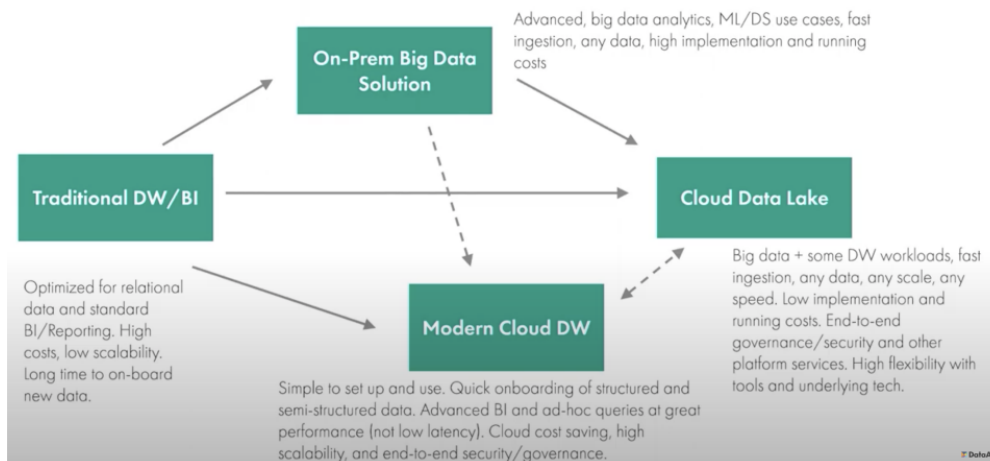 Advanced, big data analytics, ML/DS use cases, fast
ingestion, any data, high implementation and running
costs
On-Prem Big Data
Solution
Traditional DW/BI
Cloud Data Lake
Optimized for relational
data and standard
BI/Reporting. High
costs, low scalability.
Long time to on-board
new data.
Modern Cloud DW
Big data + some DW workloads, fast
ingestion, any data, any scale, any
speed. Low implementation and
running costs. End-to-end
governance/security and other
platform services. High flexibility with
tools and underlying tech.
Simple to set up and use. Quick onboarding of structured and
semi-structured data. Advanced BI and ad-hoc queries at great
performance (not low latency). Cloud cost saving, high
scalability, and end-to-end security/governance.